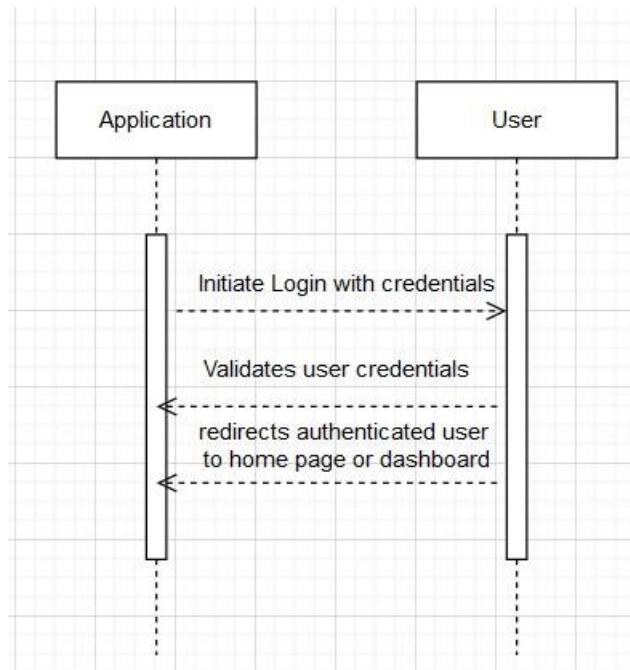 Application
User
Initiate Login with credentials
Validates user credentials
redirects authenticated user
to home page or dashboard